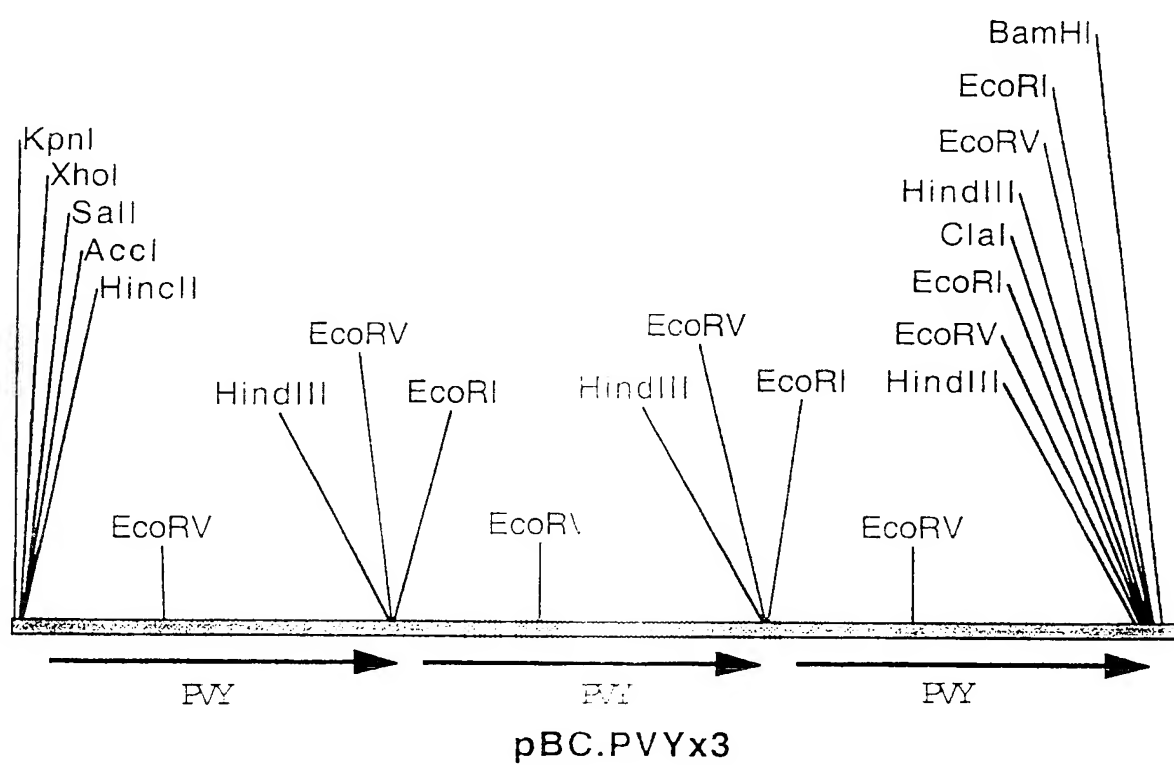 BamHI
EcoRI
KpnI
EcoRV
XhoI
HindIII
SalI
ClaI
AccI
EcoRI
HincII
EcoRV
EcoRV
EcoRV
HindIII
EcoRI
HindIII
EcoRI
HindIII
EcoRV
EcoRV
EcoRV
PVY
PVY
PVY
pBC.PVYx3